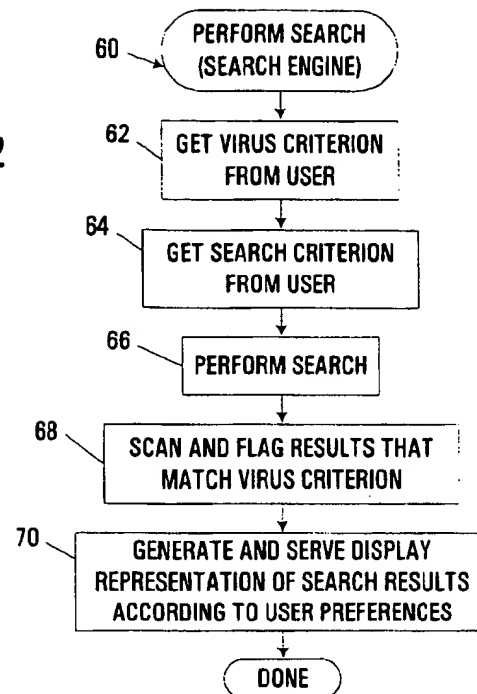 60
PERFORM SEARCH
(SEARCH ENGINE)
2
62
GET VIRUS CRITERION
FROM USER
64
GET SEARCH CRITERION
FROM USER
66
PERFORM SEARCH
68
SCAN AND FLAG RESULTS THAT
MATCH VIRUS CRITERION
70
GENERATE AND SERVE DISPLAY
REPRESENTATION OF SEARCH RESULTS
ACCORDING TO USER PREFERENCES
DONE